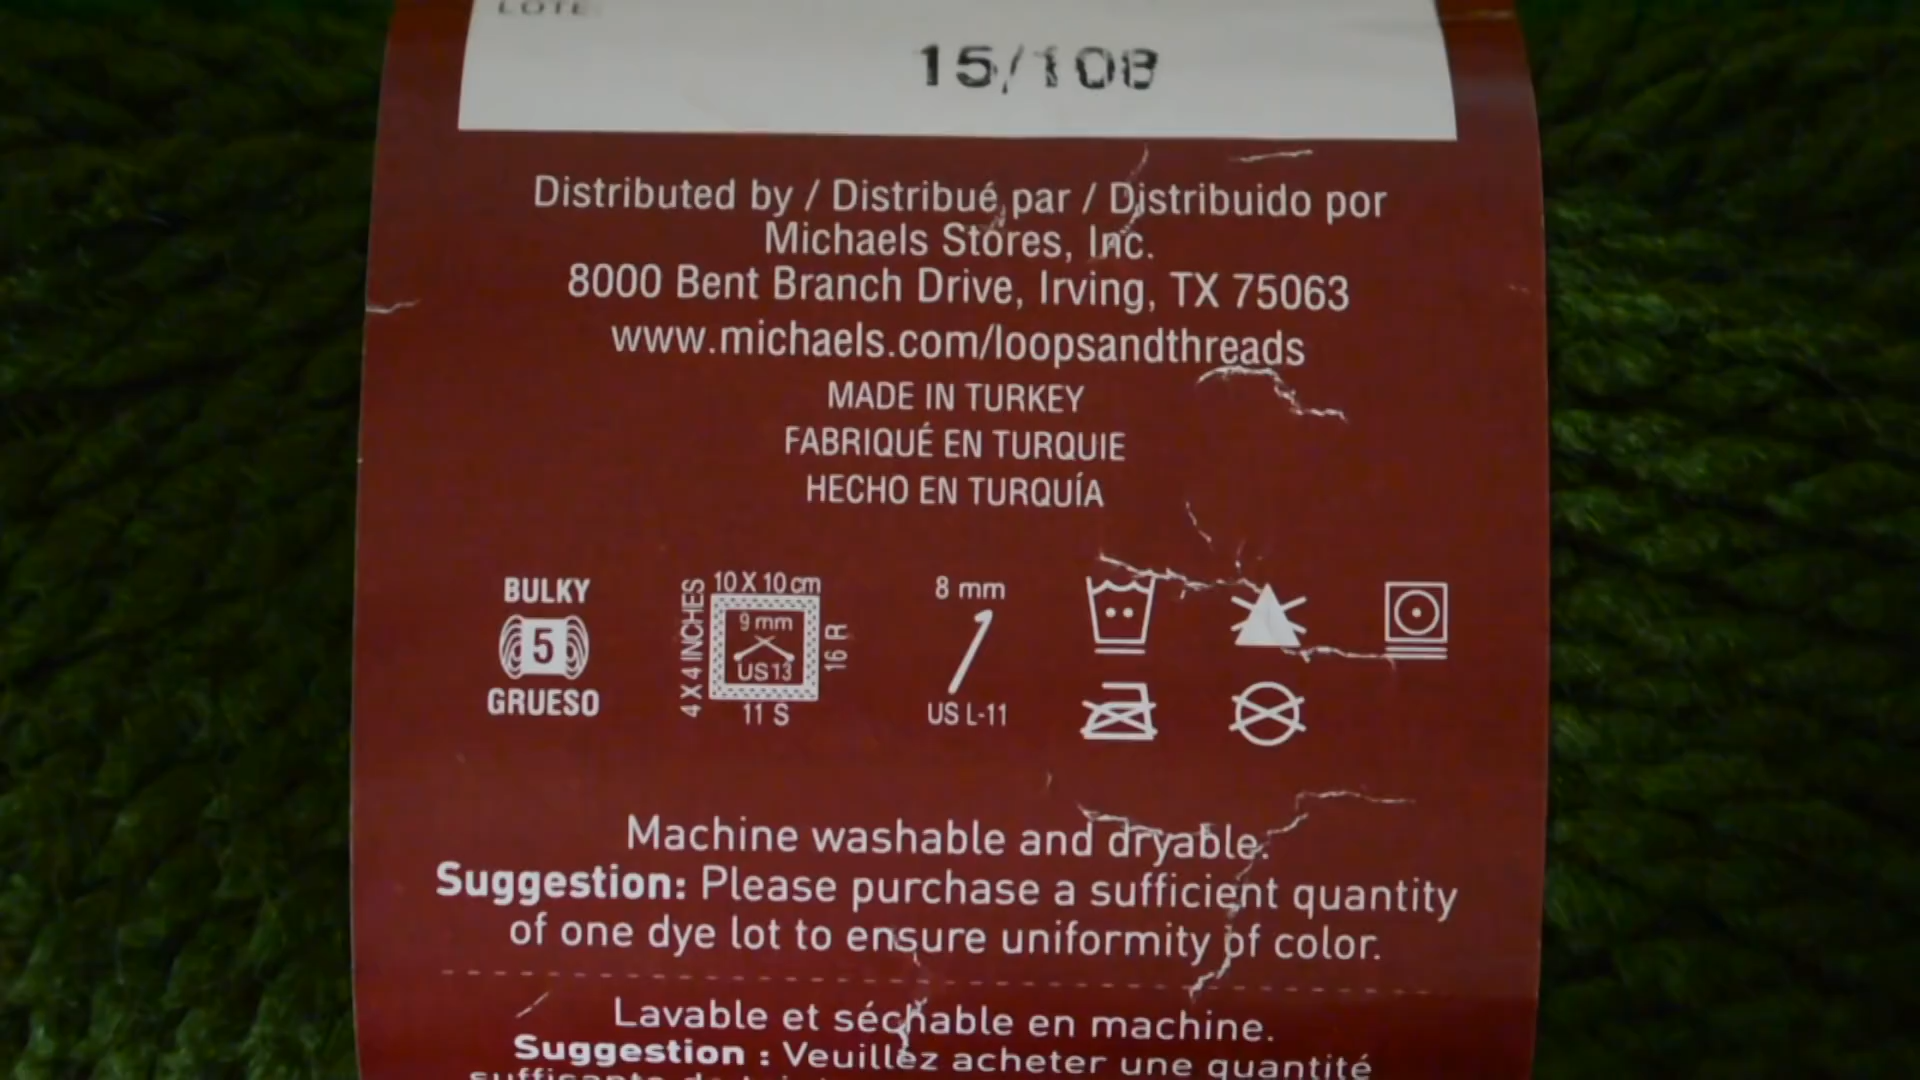 LOTE
15/108
Distributed by / Distribué par / Distribuido por
Michaels Stores, Inc.
8000 Bent Branch Drive, Irving, TX 75063
www.michaels.com/loopsandthreads
MADE IN TURKEY
FABRIQUÉ EN TURQUIE
HECHO EN TURQUÍA
BULKY
5
GRUESO
4 X 4 INCHES
10 X 10 cm
9 mm
US 13
16 R
11 S
8 mm
US L-11
Machine washable and dryable.
Suggestion: Please purchase a sufficient quantity
of one dye lot to ensure uniformity of color.
Lavable et séchable en machine.
Suggestion : Veuillez acheter une quantité
suffisante